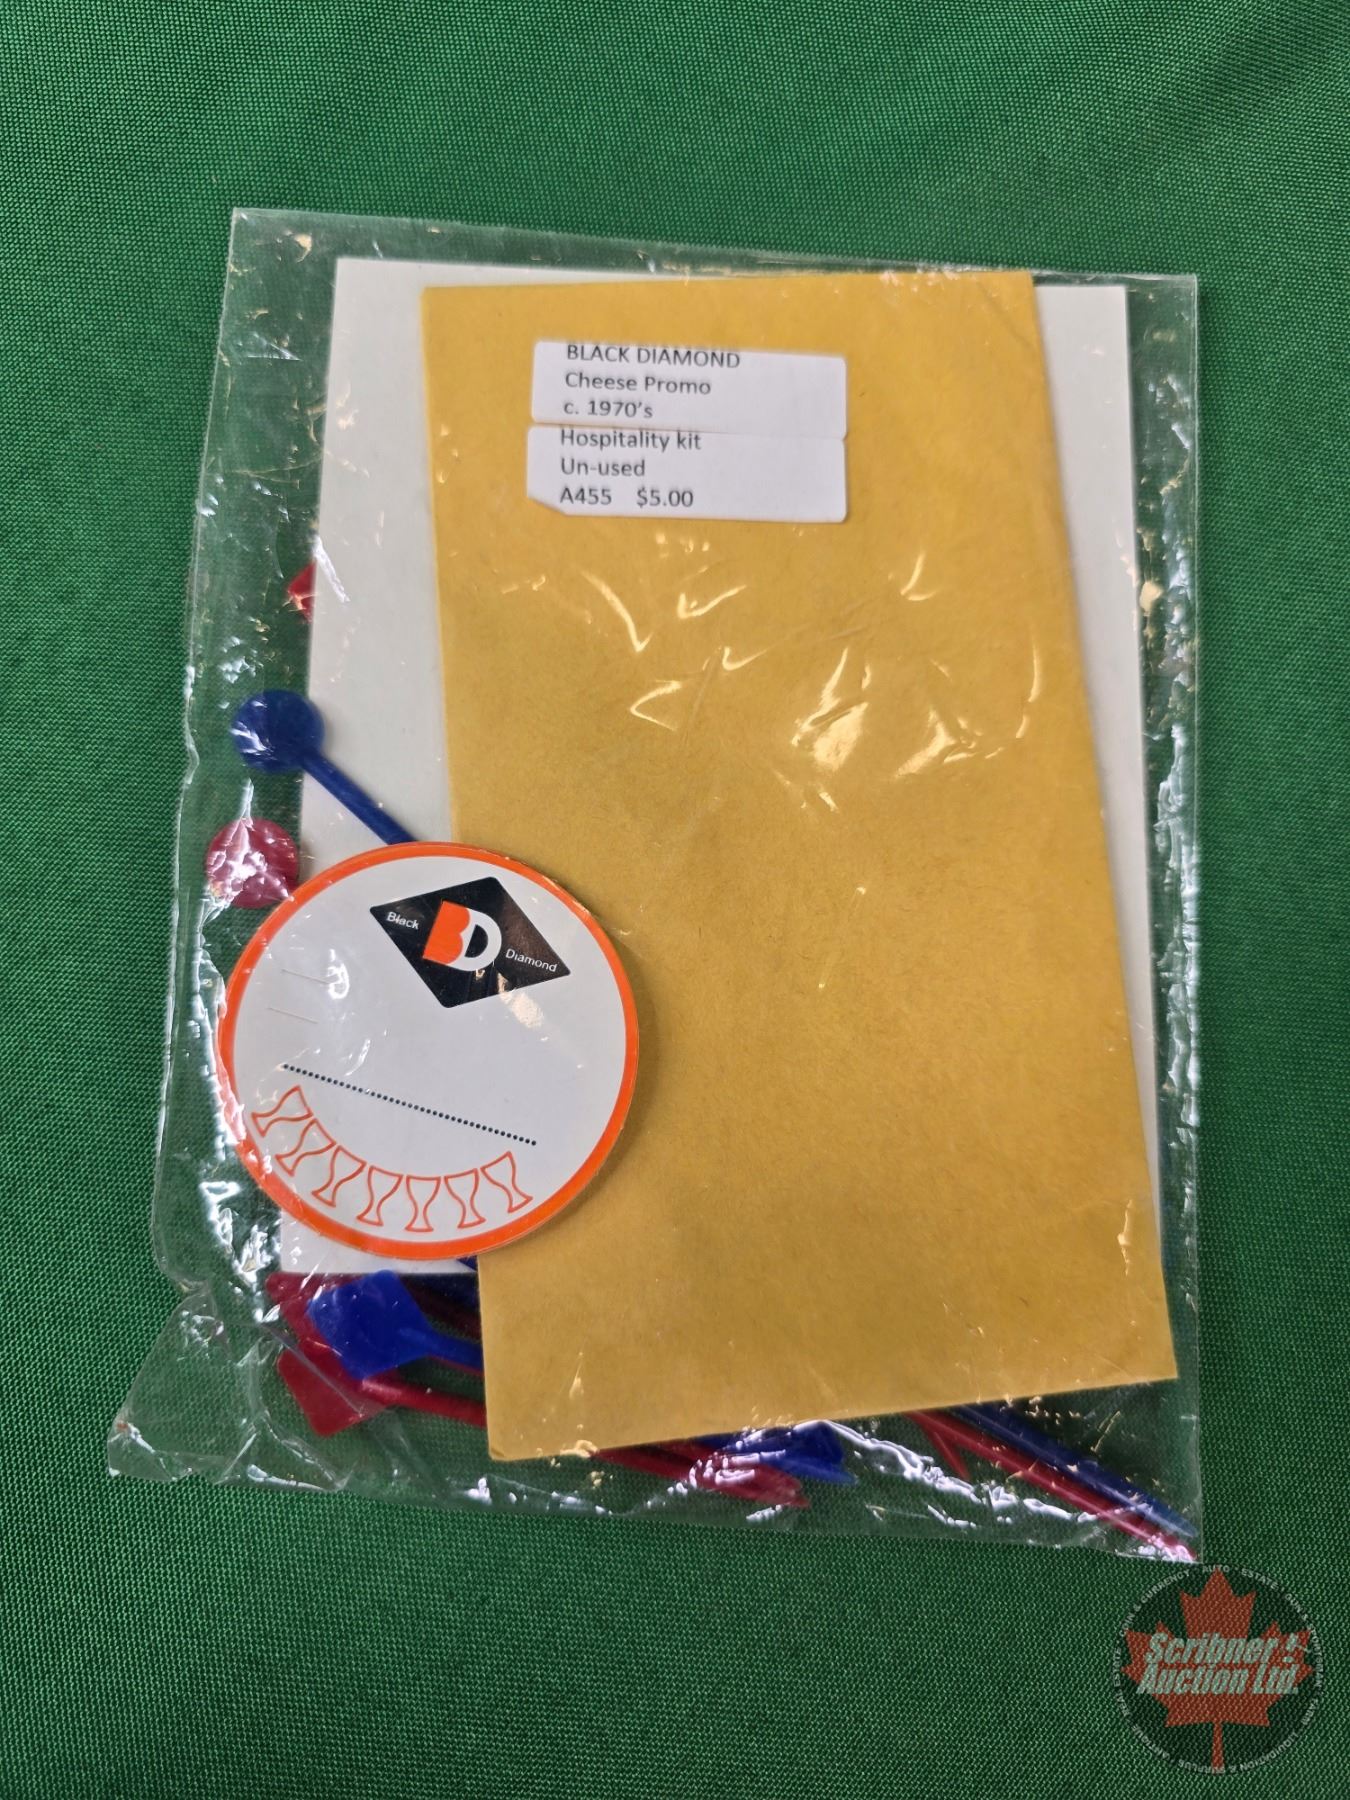 BLACK DIAMOND
Cheese Promo
c. 1970's
Hospitality kit
Un-used
A455 $5.00
Black BD Diamond
Scribner
Auction Ltd.